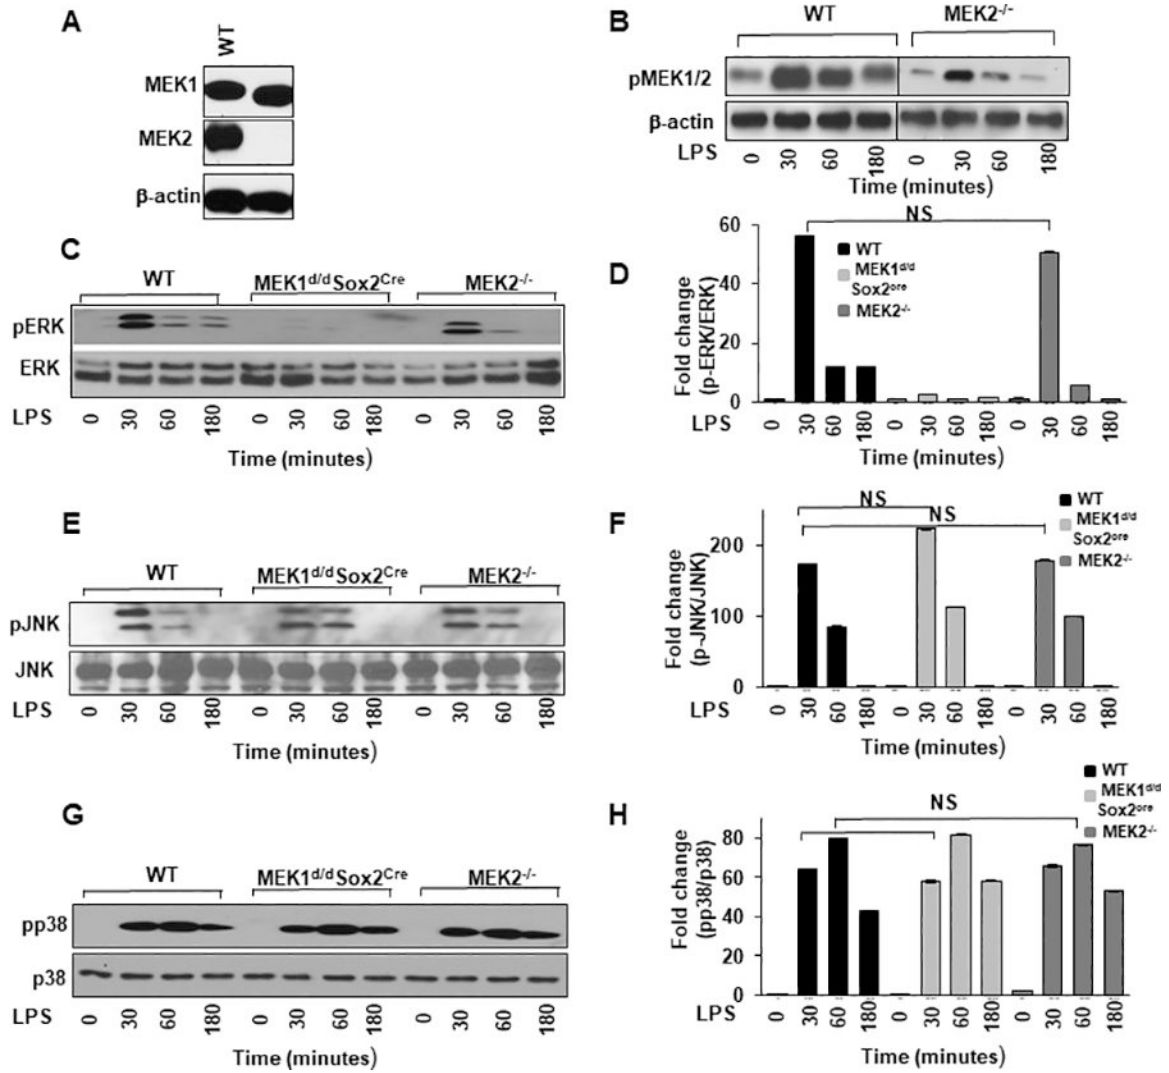 A
WT
MEK1
MEK2
β-actin
B
WT MEK2-/-
pMEK1/2
β-actin
LPS 0 30 60 180 0 30 60 180
Time (minutes)
C
WT MEK1d/d Sox2Cre MEK2-/-
pERK
ERK
LPS 0 30 60 180 0 30 60 180 0 30 60 180
Time (minutes)
D
NS
WT
MEK1d/d
Sox2ore
MEK2-/-
Fold change
(p-ERK/ERK)
60
40
20
0
LPS 0 30 60 180 0 30 60 180 0 30 60 180
Time (minutes)
E
WT MEK1d/d Sox2Cre MEK2-/-
pJNK
JNK
LPS 0 30 60 180 0 30 60 180 0 30 60 180
Time (minutes)
F
NS
NS
WT
MEK1d/d
Sox2ore
MEK2-/-
Fold change
(p-JNK/JNK)
200
100
0
LPS 0 30 60 180 0 30 60 180 0 30 60 180
Time (minutes)
G
WT MEK1d/d Sox2Cre MEK2-/-
pp38
p38
LPS 0 30 60 180 0 30 60 180 0 30 60 180
Time (minutes)
H
NS
WT
MEK1d/d
Sox2ore
MEK2-/-
Fold change
(pp38/p38)
80
60
40
20
0
LPS 0 30 60 180 0 30 60 180 0 30 60 180
Time (minutes)